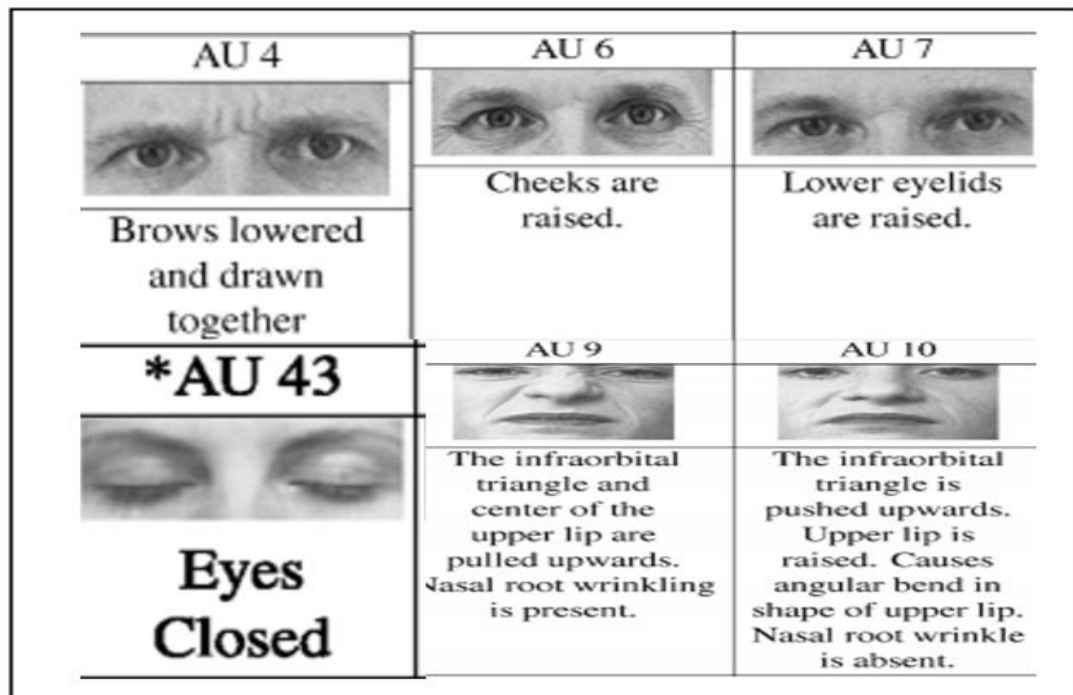 AU 4
Brows lowered
and drawn
together
AU 6
Cheeks are
raised.
AU 7
Lower eyelids
are raised.
*AU 43
Eyes
Closed
AU 9
The infraorbital
triangle and
center of the
upper lip are
pulled upwards.
Nasal root wrinkling
is present.
AU 10
The infraorbital
triangle is
pushed upwards.
Upper lip is
raised. Causes
angular bend in
shape of upper lip.
Nasal root wrinkle
is absent.